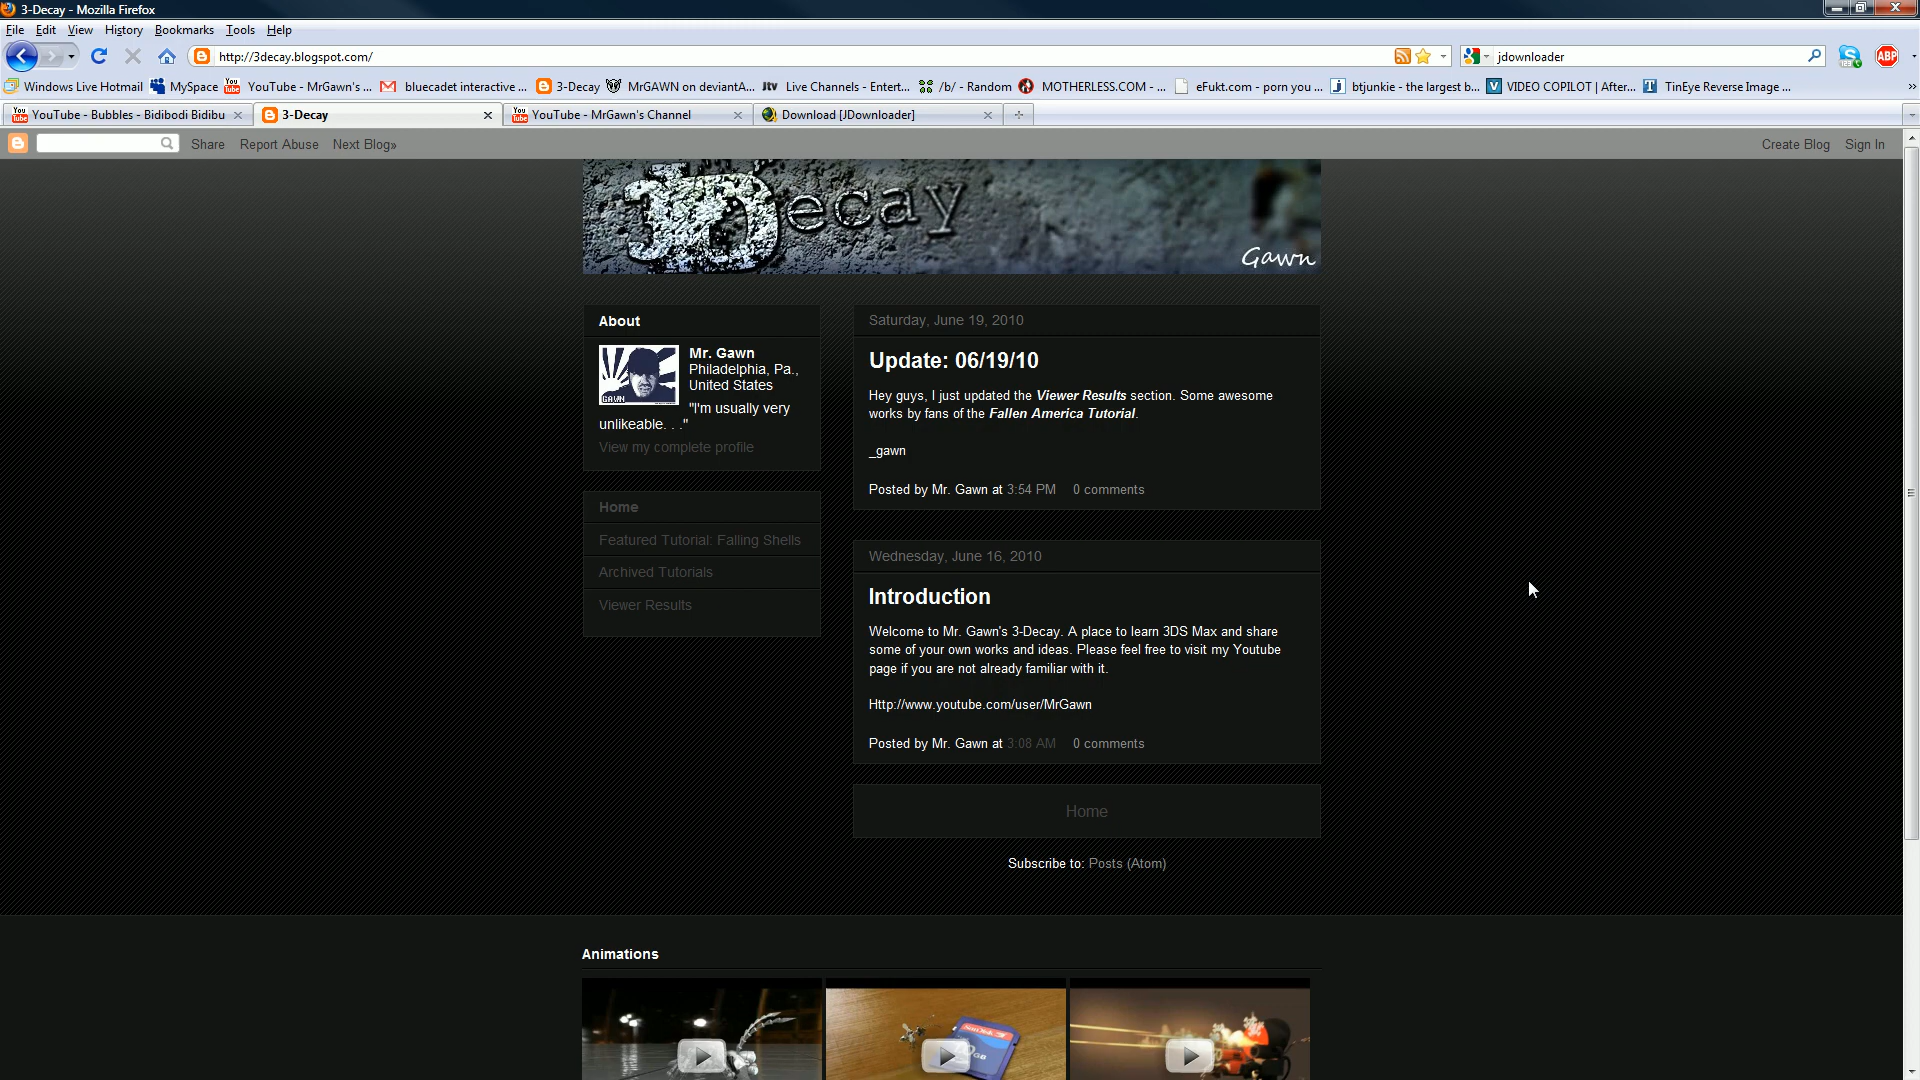 3-Decay - Mozilla Firefox
File Edit View History Bookmarks Tools Help
http://3decay.blogspot.com/
jdownloader
ABP
Windows Live Hotmail MySpace YouTube - MrGawn's ... bluecadet interactive ... 3-Decay MrGAWN on deviantA... Jtv Live Channels - Entert... /b/ - Random MOTHERLESS.COM - ... eFukt.com - porn you ... btjunkie - the largest b... VIDEO COPILOT | After... TinEye Reverse Image ... »
YouTube - Bubbles - Bidibodi Bidibu 3-Decay YouTube - MrGawn's Channel Download [JDownloader]
Share Report Abuse Next Blog» Create Blog Sign In
3Decay
Gawn
About
Mr. Gawn
Philadelphia, Pa.,
United States
"I'm usually very
unlikeable. . ."
GAWN
View my complete profile
Home
Featured Tutorial: Falling Shells
Archived Tutorials
Viewer Results
Saturday, June 19, 2010
Update: 06/19/10
Hey guys, I just updated the Viewer Results section. Some awesome
works by fans of the Fallen America Tutorial.
_gawn
Posted by Mr. Gawn at 3:54 PM 0 comments
Wednesday, June 16, 2010
Introduction
Welcome to Mr. Gawn's 3-Decay. A place to learn 3DS Max and share
some of your own works and ideas. Please feel free to visit my Youtube
page if you are not already familiar with it.
Http://www.youtube.com/user/MrGawn
Posted by Mr. Gawn at 3:08 AM 0 comments
Home
Subscribe to: Posts (Atom)
Animations
SanDisk